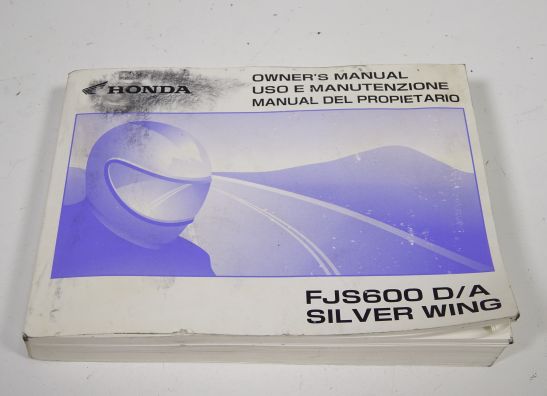 HONDA
OWNER'S MANUAL
USO E MANUTENZIONE
MANUAL DEL PROPIETARIO
FJS600 D/A
SILVER WING